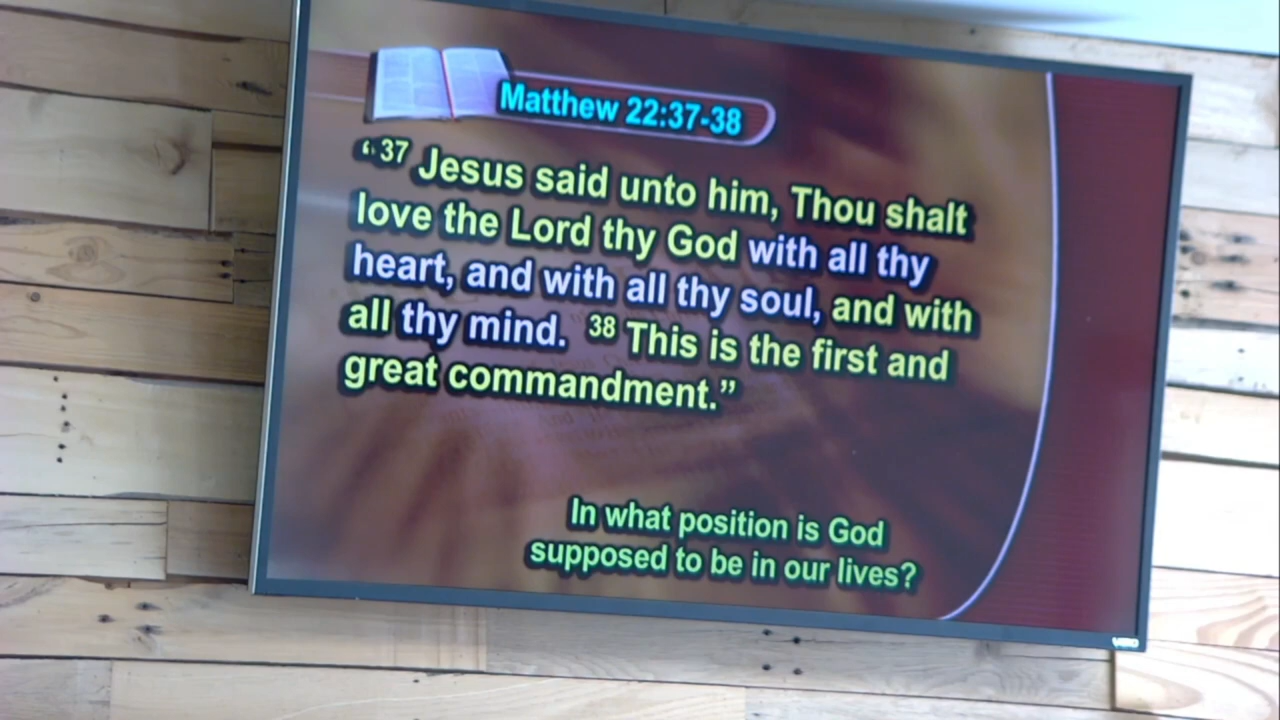 Matthew 22:37-38
“37 Jesus said unto him, Thou shalt
love the Lord thy God with all thy
heart, and with all thy soul, and with
all thy mind. 38 This is the first and
great commandment.”
In what position is God
supposed to be in our lives?
VIZIO